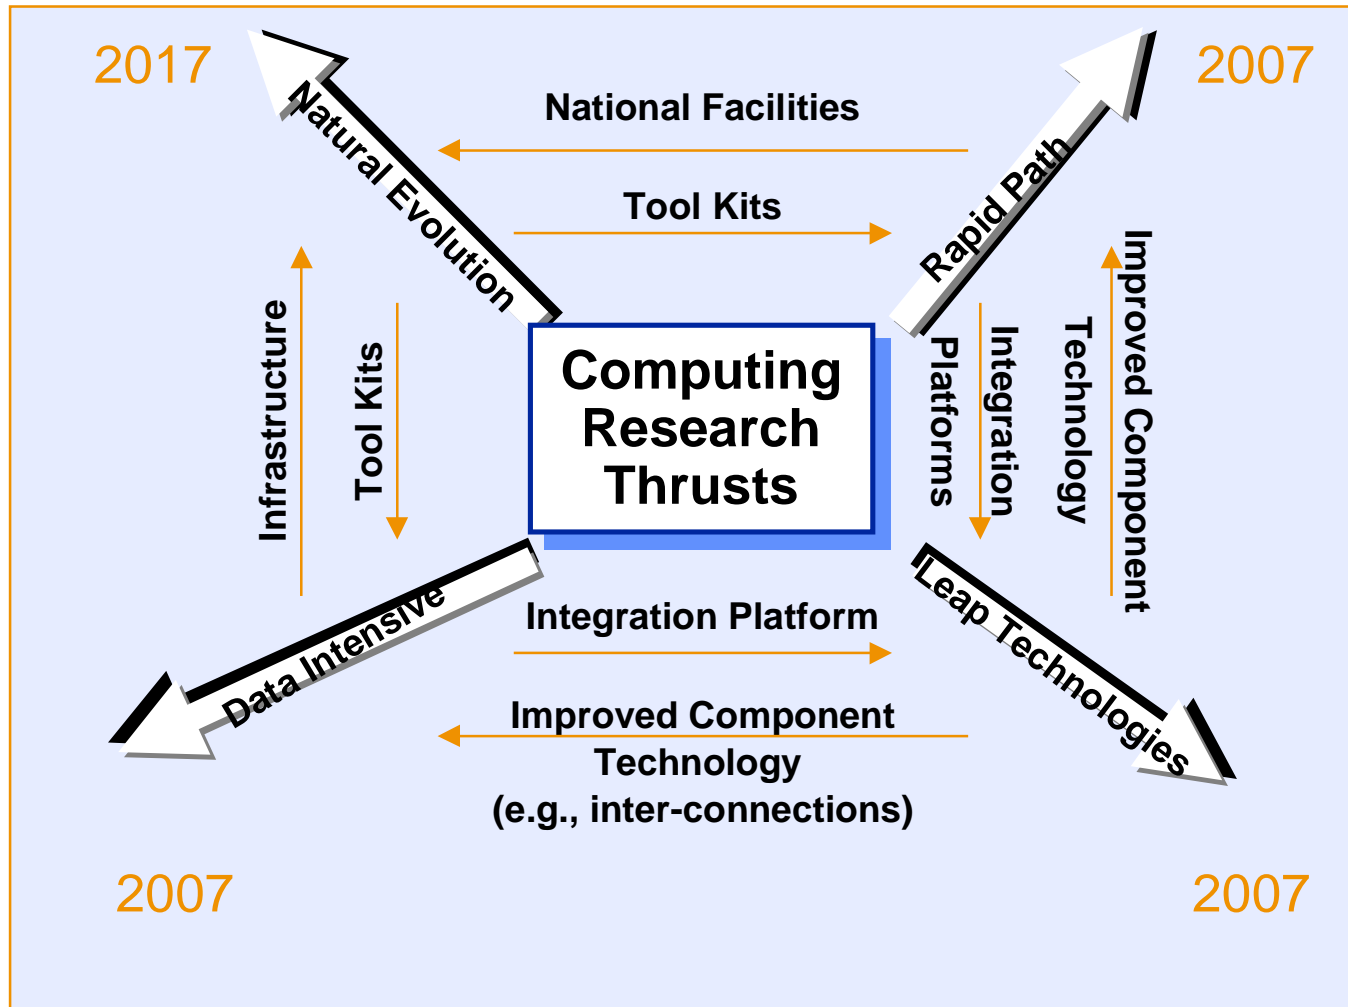 2017
2007
National Facilities
Tool Kits
Natural Evolution
Rapid Path
Infrastructure
Tool Kits
Computing
Research
Thrusts
Integration
Platforms
Improved Component
Technology
Data Intensive
Integration Platform
Leap Technologies
Improved Component
Technology
(e.g., inter-connections)
2007
2007